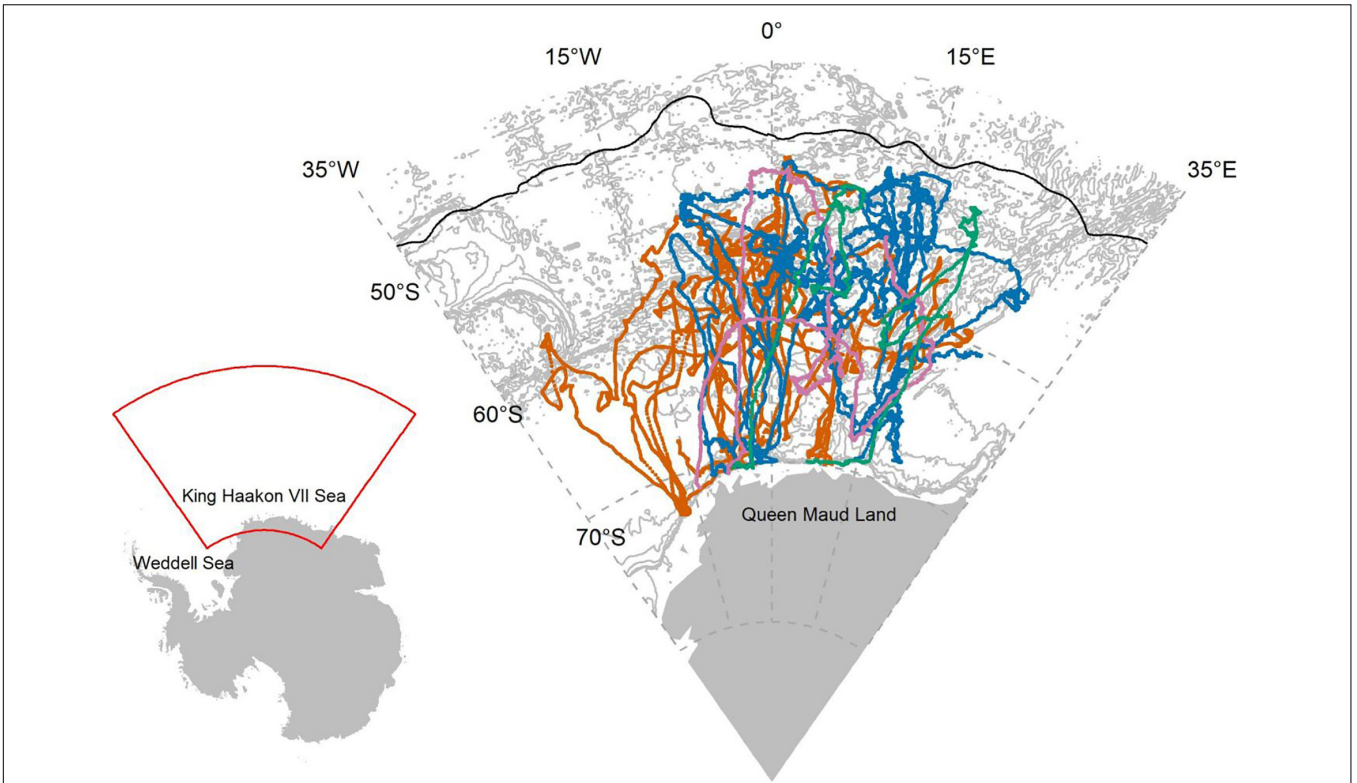 0°
15°W
15°E
35°W
35°E
50°S
60°S
King Haakon VII Sea
Queen Maud Land
70°S
Weddell Sea